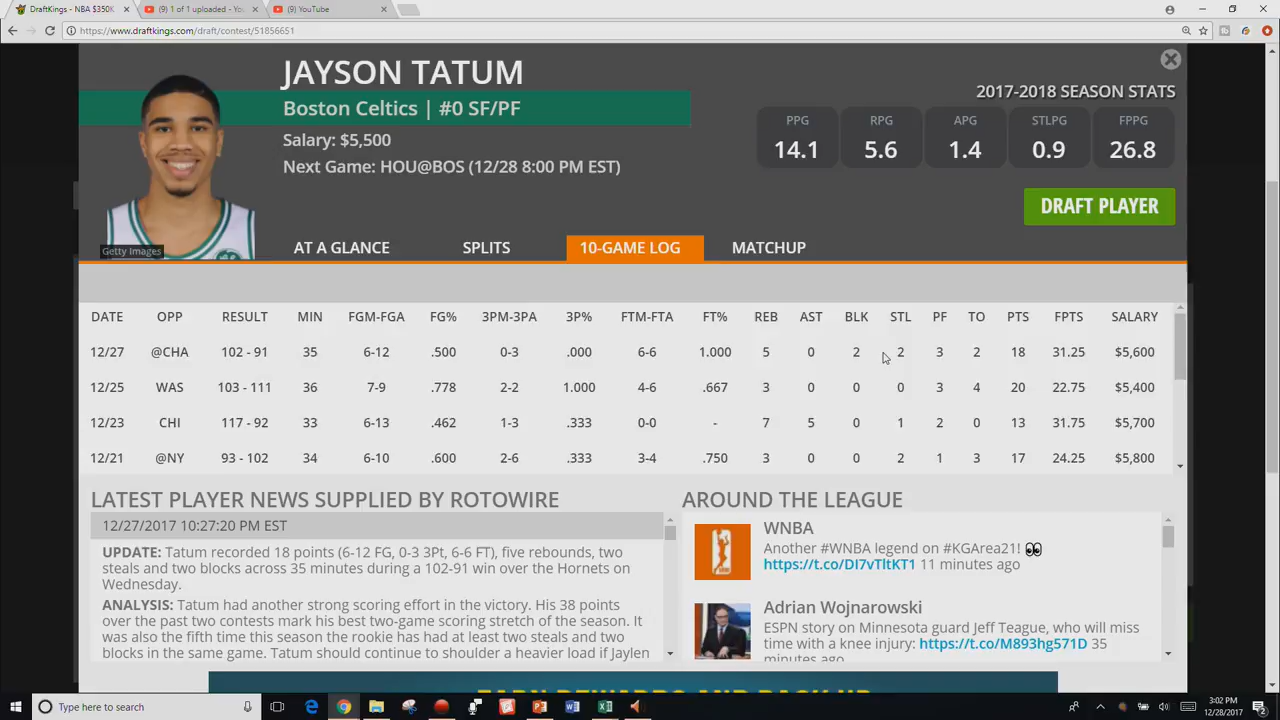 DraftKings - NBA $350K
(9) 1 of 1 uploaded - Yo
(9) YouTube
https://www.draftkings.com/draft/contest/51856651
JAYSON TATUM
Boston Celtics | #0 SF/PF
Salary: $5,500
Next Game: HOU@BOS (12/28 8:00 PM EST)
Getty Images
2017-2018 SEASON STATS
PPG RPG APG STLPG FPPG
14.1 5.6 1.4 0.9 26.8
DRAFT PLAYER
AT A GLANCE SPLITS 10-GAME LOG MATCHUP
DATE OPP RESULT MIN FGM-FGA FG% 3PM-3PA 3P% FTM-FTA FT% REB AST BLK STL PF TO PTS FPTS SALARY
12/27 @CHA 102 - 91 35 6-12 .500 0-3 .000 6-6 1.000 5 0 2 2 3 2 18 31.25 $5,600
12/25 WAS 103 - 111 36 7-9 .778 2-2 1.000 4-6 .667 3 0 0 0 3 4 20 22.75 $5,400
12/23 CHI 117 - 92 33 6-13 .462 1-3 .333 0-0 - 7 5 0 1 2 0 13 31.75 $5,700
12/21 @NY 93 - 102 34 6-10 .600 2-6 .333 3-4 .750 3 0 0 2 1 3 17 24.25 $5,800
LATEST PLAYER NEWS SUPPLIED BY ROTOWIRE
12/27/2017 10:27:20 PM EST
UPDATE: Tatum recorded 18 points (6-12 FG, 0-3 3Pt, 6-6 FT), five rebounds, two
steals and two blocks across 35 minutes during a 102-91 win over the Hornets on
Wednesday.
ANALYSIS: Tatum had another strong scoring effort in the victory. His 38 points
over the past two contests mark his best two-game scoring stretch of the season. It
was also the fifth time this season the rookie has had at least two steals and two
blocks in the same game. Tatum should continue to shoulder a heavier load if Jaylen
AROUND THE LEAGUE
WNBA
Another #WNBA legend on #KGArea21! 👀
https://t.co/DI7vTltKT1 11 minutes ago
Adrian Wojnarowski
ESPN story on Minnesota guard Jeff Teague, who will miss
time with a knee injury: https://t.co/M893hg571D 35
minutes ago
EARN REWARDS AND RACK UP
Type here to search
3:02 PM
12/28/2017